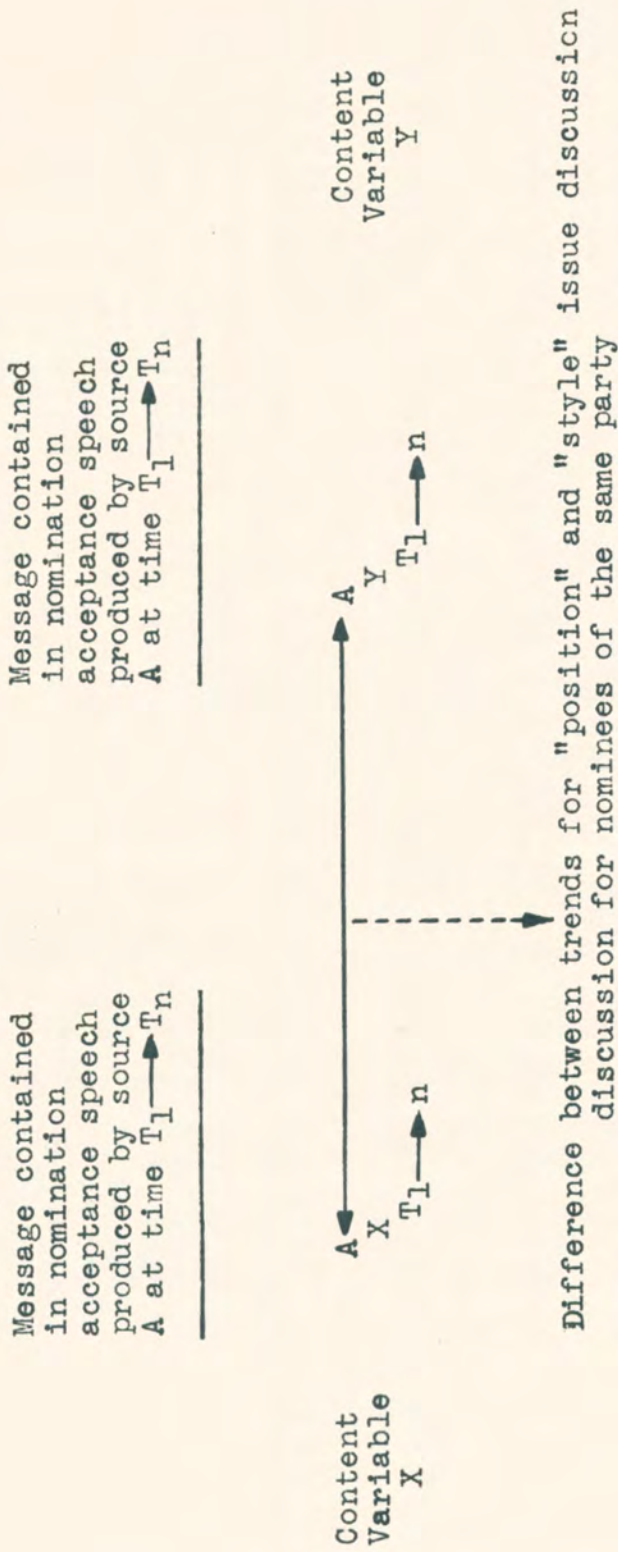 Message contained
in nomination
acceptance speech
produced by source
A at time T1→Tn
Message contained
in nomination
acceptance speech
produced by source
A at time T1→Tn
Content
Variable
X
A
X
T1→n
A
Y
T1→n
Content
Variable
Y
Difference between trends for "position" and "style" issue discussion
discussion for nominees of the same party